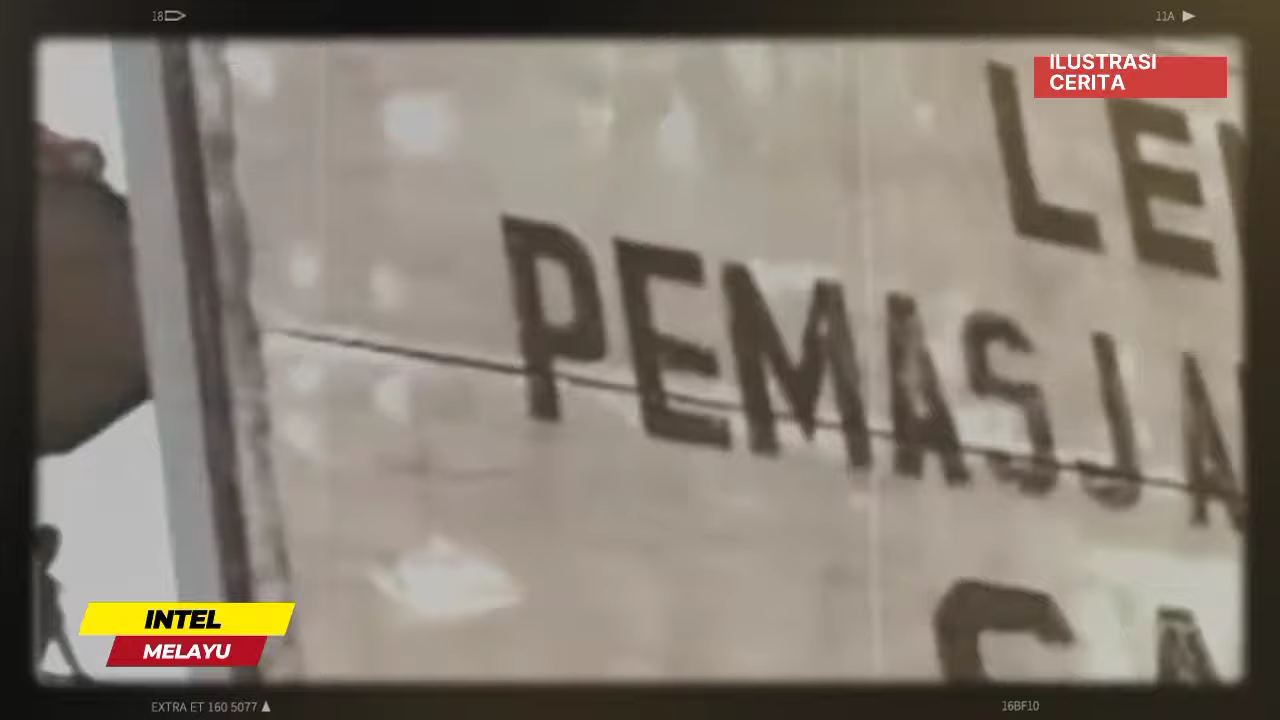 18
11A
ILUSTRASI
CERITA
LE
PEMASJA
INTEL
MELAYU
EXTRA ET 160 5077
16BF10